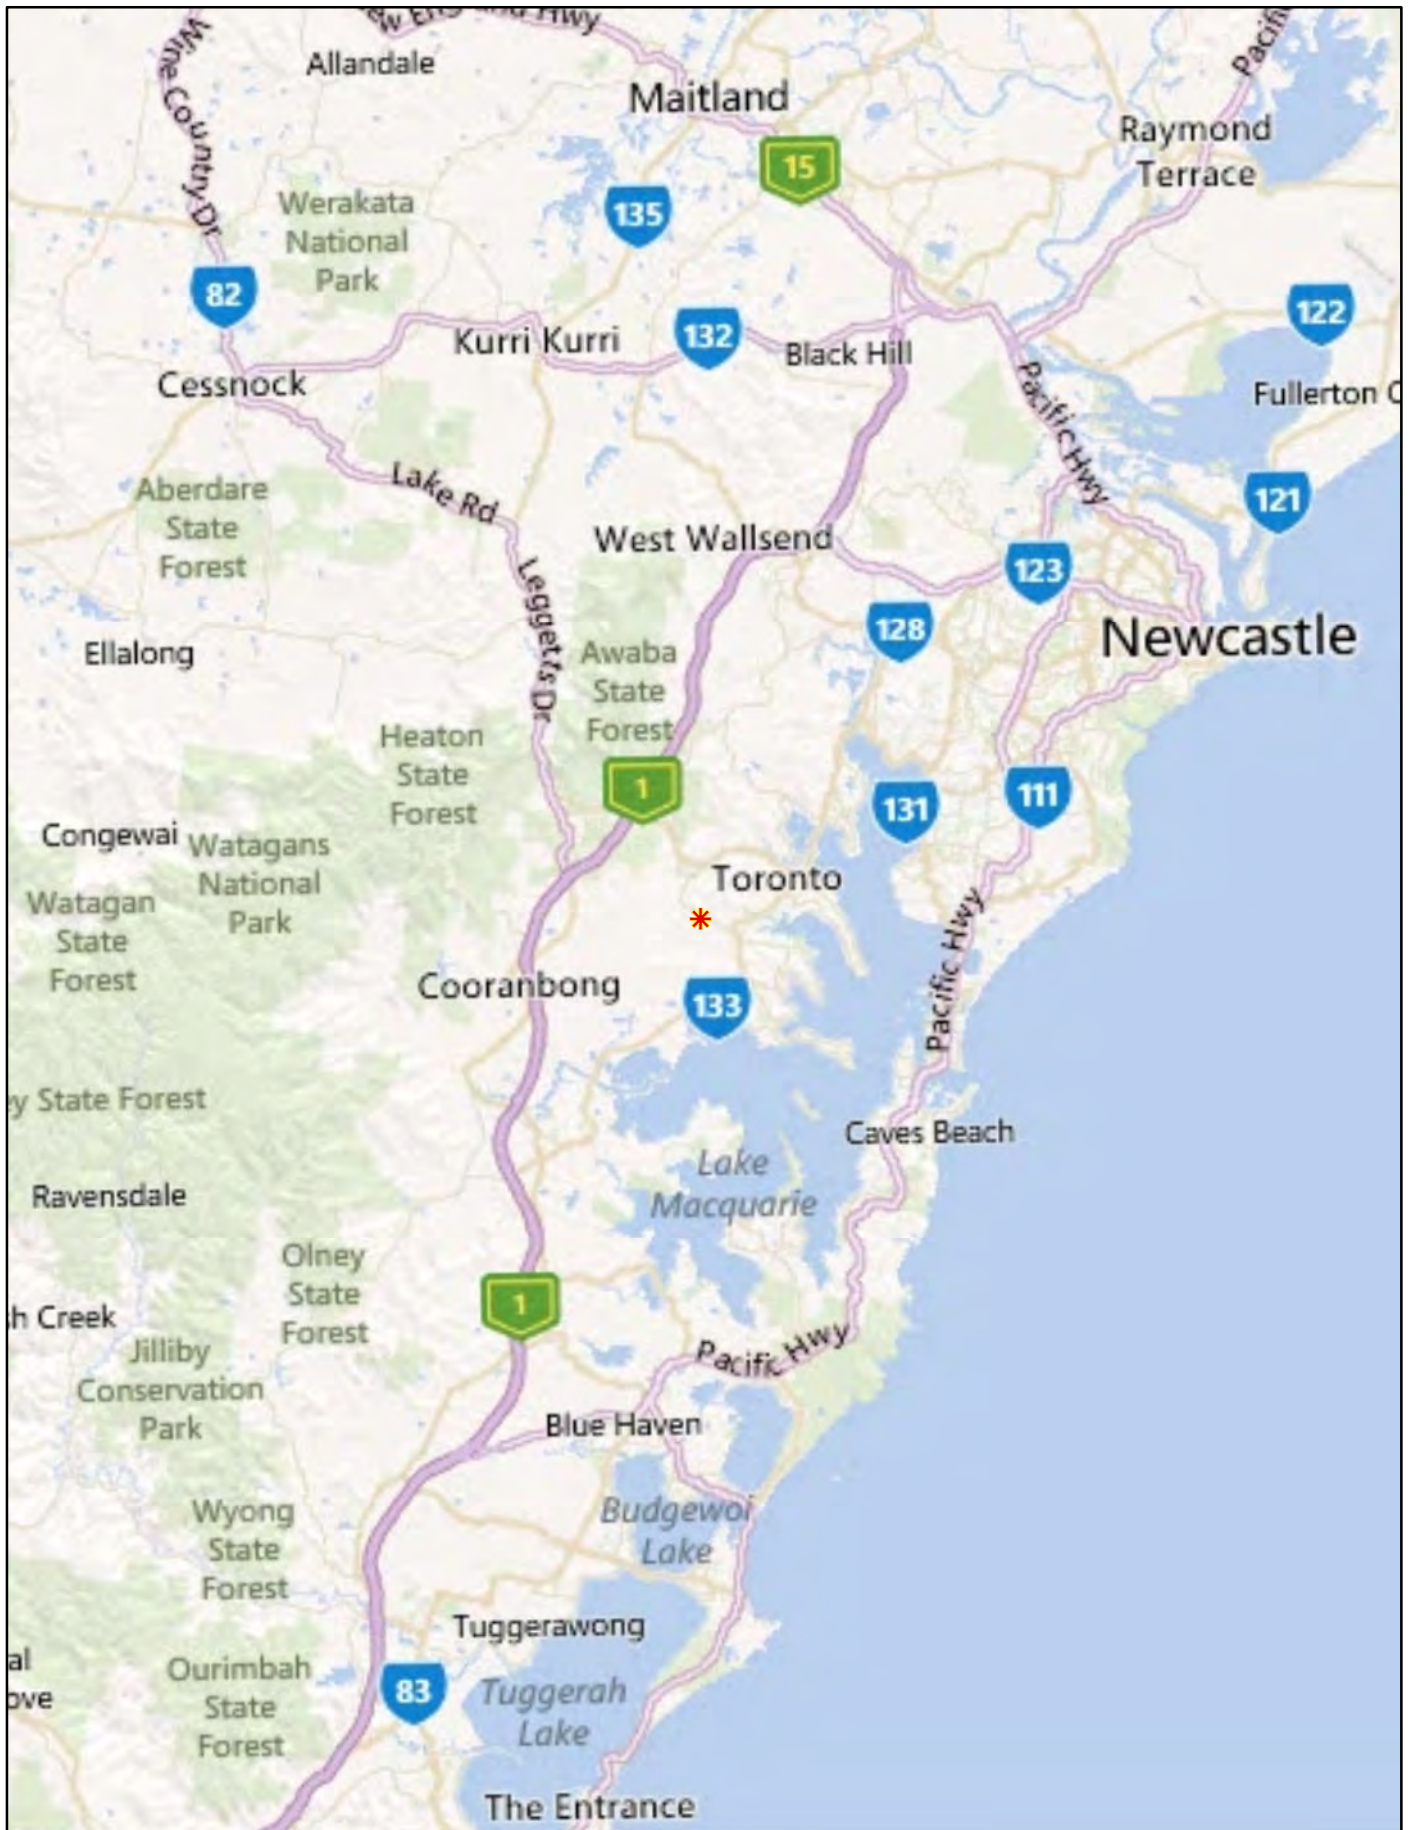 Allandale
Maitland
Wine Country Dr
Pacifi
Raymond
Terrace
15
135
Werakata
National
Park
82
122
132
Kurri Kurri
Black Hill
Cessnock
Fullerton
Pacific Hwy
Lake Rd
Aberdare
State
Forest
121
West Wallsend
123
Leggetts Dr
128
Newcastle
Ellalong
Awaba
State
Forest
Heaton
State
Forest
1
131
111
Congewai
Watagans
National
Park
Toronto
Watagan
State
Forest
Pacific Hwy
Cooranbong
133
State Forest
Caves Beach
Lake
Macquarie
Ravensdale
Olney
State
Forest
1
h Creek
Jilliby
Conservation
Park
Pacific Hwy
Blue Haven
Wyong
State
Forest
Budgewoi
Lake
Tuggerawong
al
ove
Ourimbah
State
Forest
83
Tuggerah
Lake
The Entrance